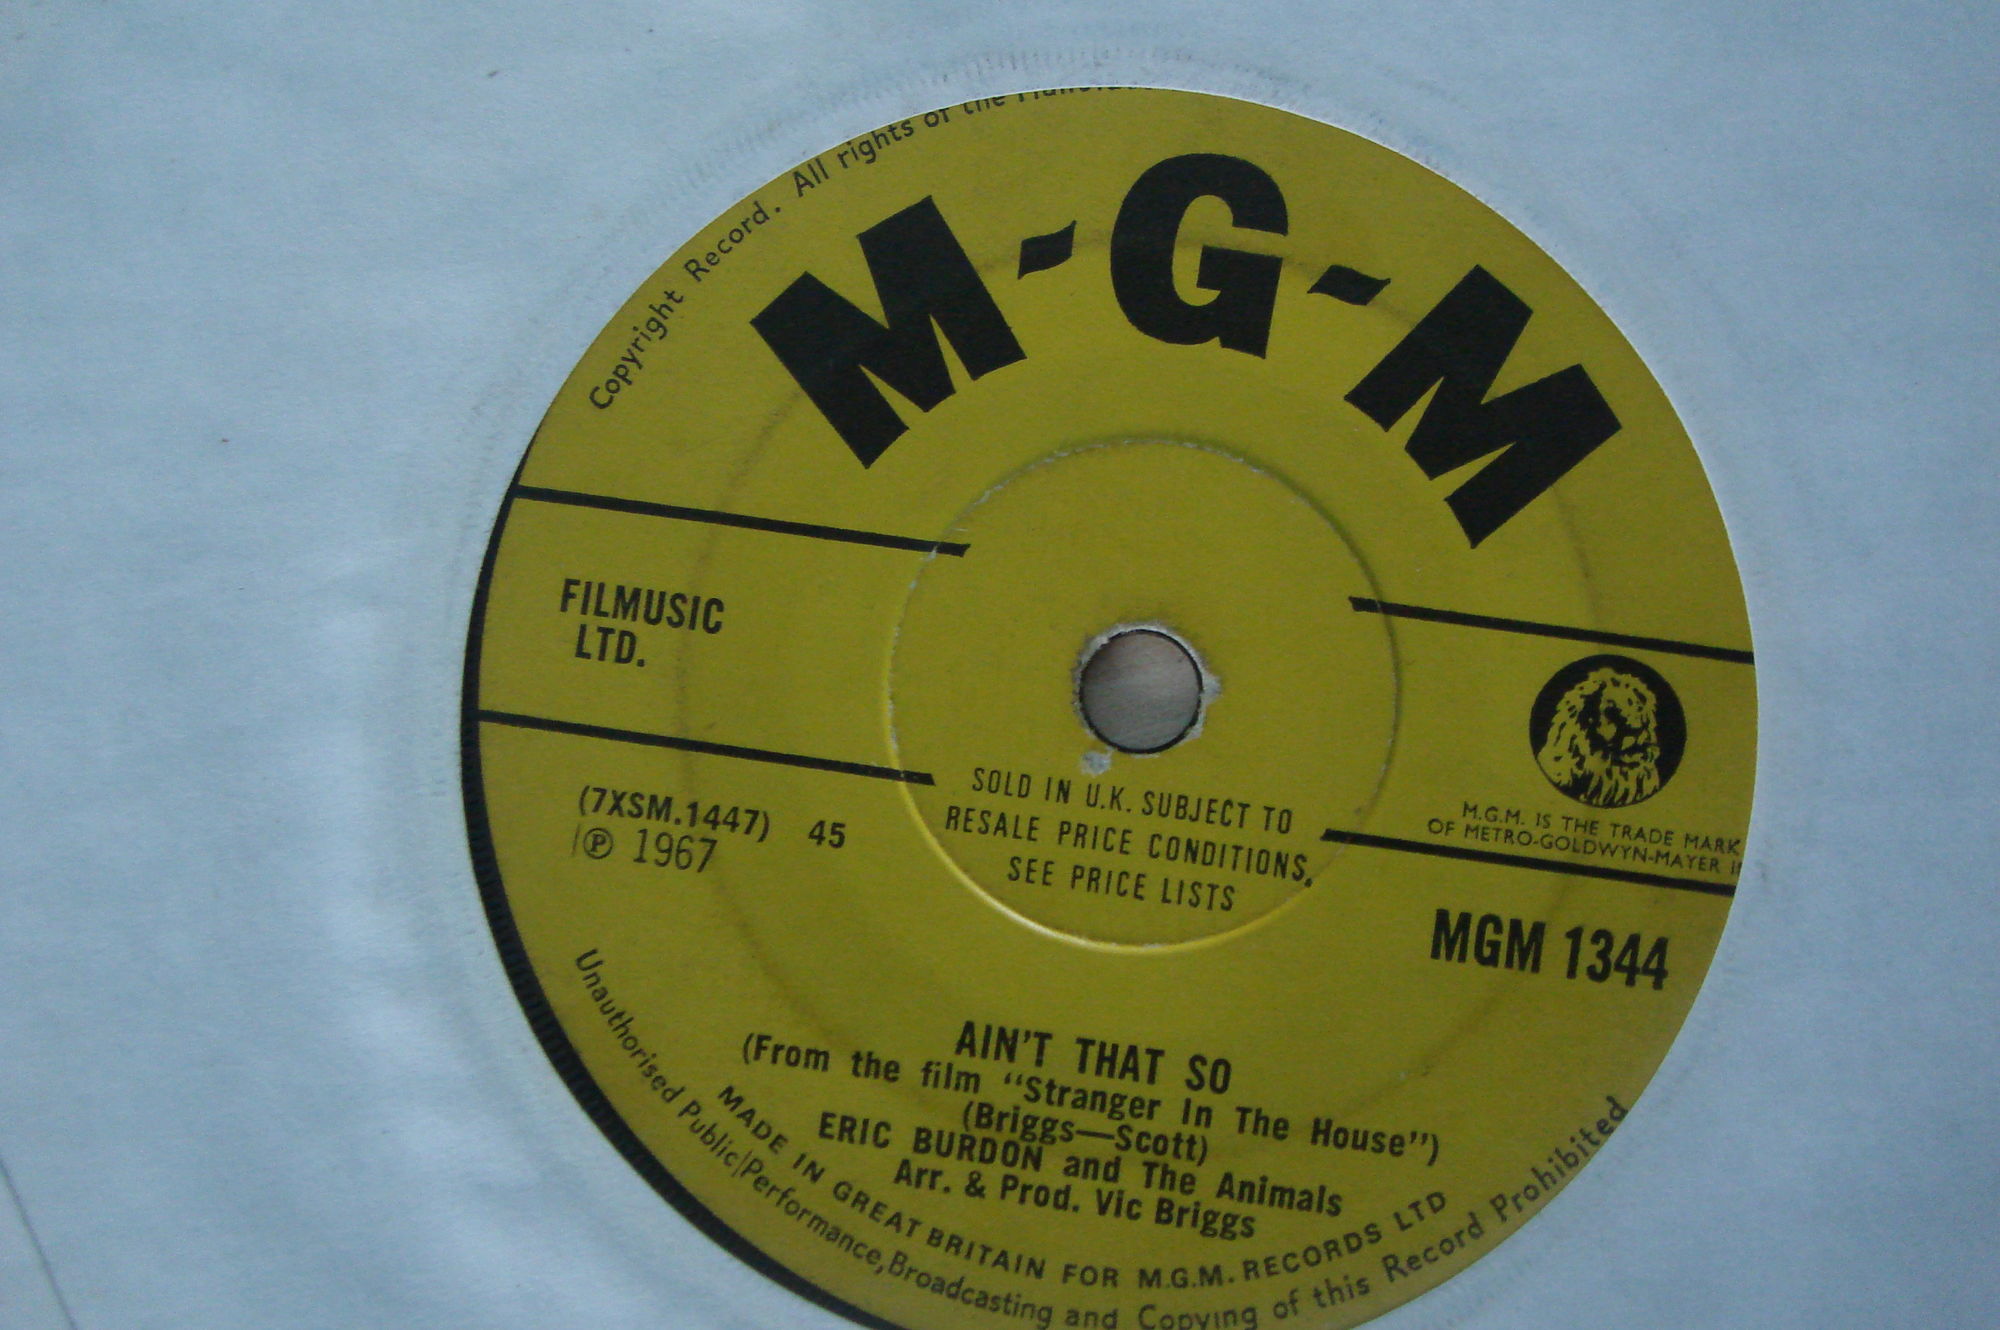 Copyright Record. All rights of the
M-G-M
FILMUSIC
LTD.
(7XSM.1447) 45
℗ 1967
SOLD IN U.K. SUBJECT TO
RESALE PRICE CONDITIONS.
SEE PRICE LISTS
M.G.M. IS THE TRADE MARK
OF METRO-GOLDWYN-MAYER
MGM 1344
AIN'T THAT SO
(From the film "Stranger In The House")
(Briggs—Scott)
ERIC BURDON and The Animals
Arr. & Prod. Vic Briggs
MADE IN GREAT BRITAIN FOR M.G.M. RECORDS LTD
Unauthorised Public Performance, Broadcasting and Copying of this Record Prohibited